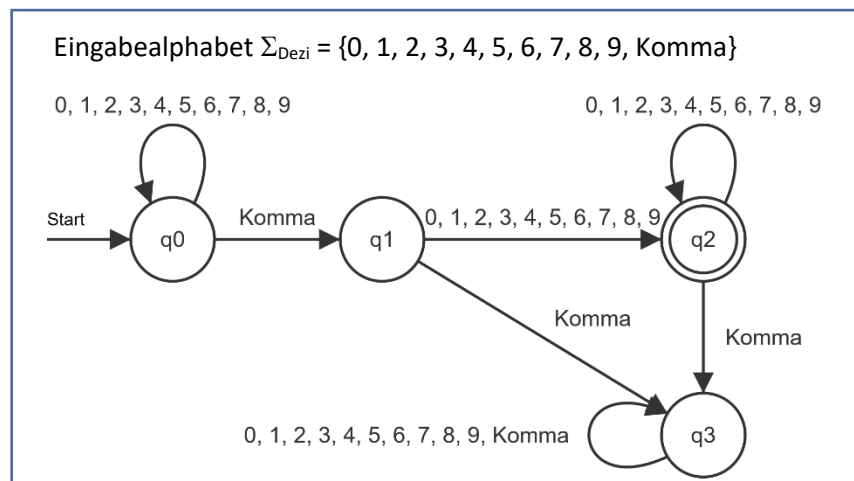 Eingabealphabet ΣDezi = {0, 1, 2, 3, 4, 5, 6, 7, 8, 9, Komma}
0, 1, 2, 3, 4, 5, 6, 7, 8, 9
0, 1, 2, 3, 4, 5, 6, 7, 8, 9
Start
q0
Komma
q1
0, 1, 2, 3, 4, 5, 6, 7, 8, 9
q2
Komma
Komma
0, 1, 2, 3, 4, 5, 6, 7, 8, 9, Komma
q3